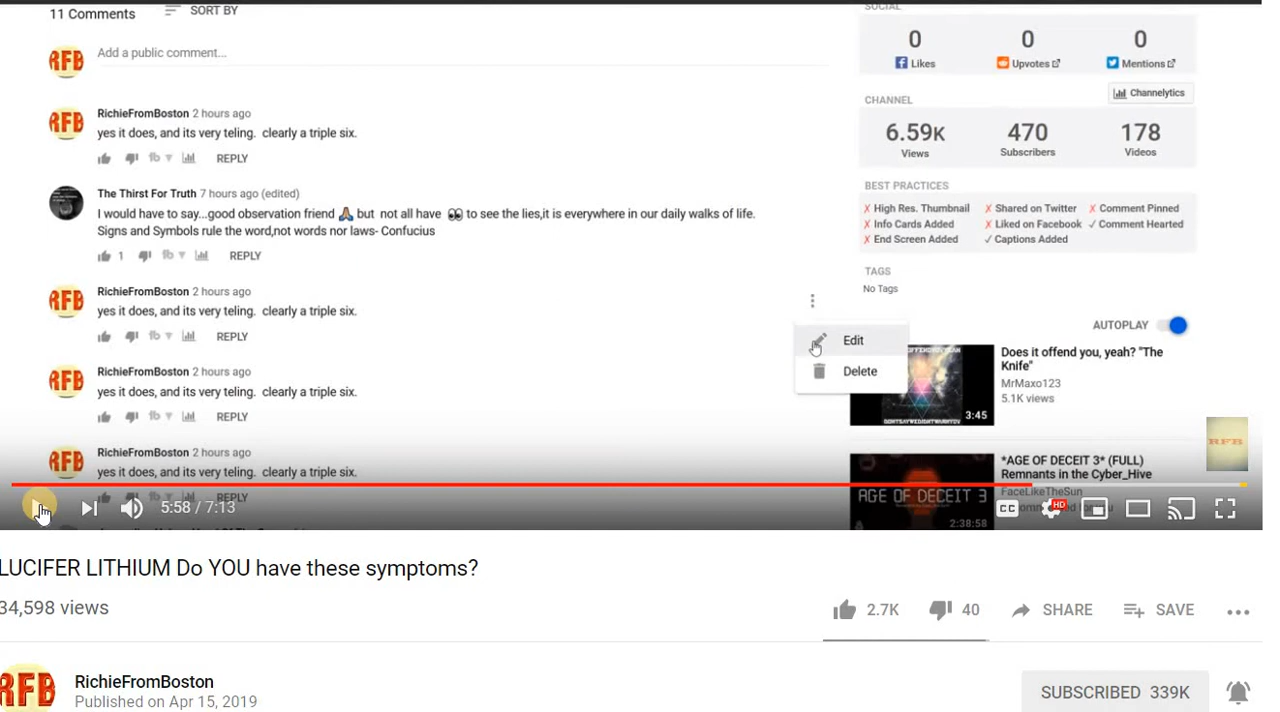 11 Comments SORT BY
RFB Add a public comment...
RFB RichieFromBoston 2 hours ago
yes it does, and its very teling. clearly a triple six.
REPLY
The Thirst For Truth 7 hours ago (edited)
I would have to say...good observation friend 🙏 but not all have 👀 to see the lies,it is everywhere in our daily walks of life.
Signs and Symbols rule the word,not words nor laws- Confucius
1 REPLY
RFB RichieFromBoston 2 hours ago
yes it does, and its very teling. clearly a triple six.
REPLY
RFB RichieFromBoston 2 hours ago
yes it does, and its very teling. clearly a triple six.
REPLY
RFB RichieFromBoston 2 hours ago
yes it does, and its very teling. clearly a triple six.
REPLY
SOCIAL
0 0 0
Likes Upvotes Mentions
CHANNEL Channelytics
6.59K 470 178
Views Subscribers Videos
BEST PRACTICES
✗ High Res. Thumbnail ✗ Shared on Twitter ✗ Comment Pinned
✗ Info Cards Added ✗ Liked on Facebook ✓ Comment Hearted
✗ End Screen Added ✓ Captions Added
TAGS
No Tags
AUTOPLAY
Edit
Delete
3:45
Does it offend you, yeah? "The
Knife"
MrMaxo123
5.1K views
RFB
AGE OF DECEIT 3
2:38:58
*AGE OF DECEIT 3* (FULL)
Remnants in the Cyber_Hive
FaceLikeTheSun
5:58 / 7:13 CC HD
LUCIFER LITHIUM Do YOU have these symptoms?
34,598 views
2.7K 40 SHARE SAVE
RFB RichieFromBoston
Published on Apr 15, 2019
SUBSCRIBED 339K